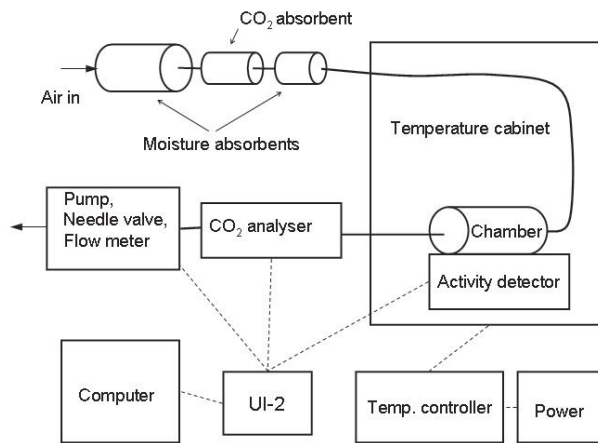 CO₂ absorbent
Air in
Moisture absorbents
Temperature cabinet
Pump,
Needle valve,
Flow meter
CO₂ analyser
Chamber
Activity detector
Computer
UI-2
Temp. controller
Power